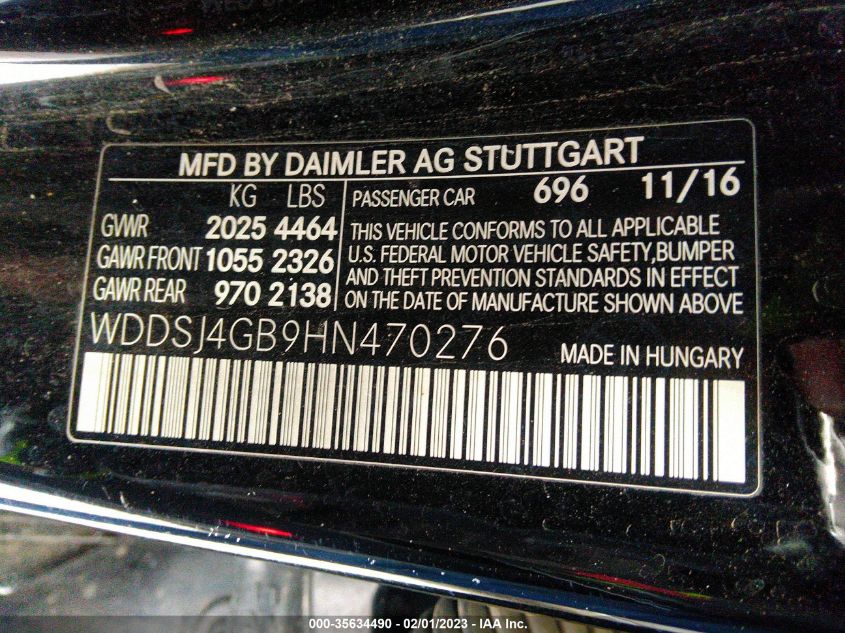 MFD BY DAIMLER AG STUTTGART
KG LBS
GVWR 2025 4464
GAWR FRONT 1055 2326
GAWR REAR 970 2138
PASSENGER CAR 696 11/16
THIS VEHICLE CONFORMS TO ALL APPLICABLE
U.S. FEDERAL MOTOR VEHICLE SAFETY,BUMPER
AND THEFT PREVENTION STANDARDS IN EFFECT
ON THE DATE OF MANUFACTURE SHOWN ABOVE
WDDSJ4GB9HN470276
MADE IN HUNGARY
000-35634490 - 02/01/2023 - IAA Inc.